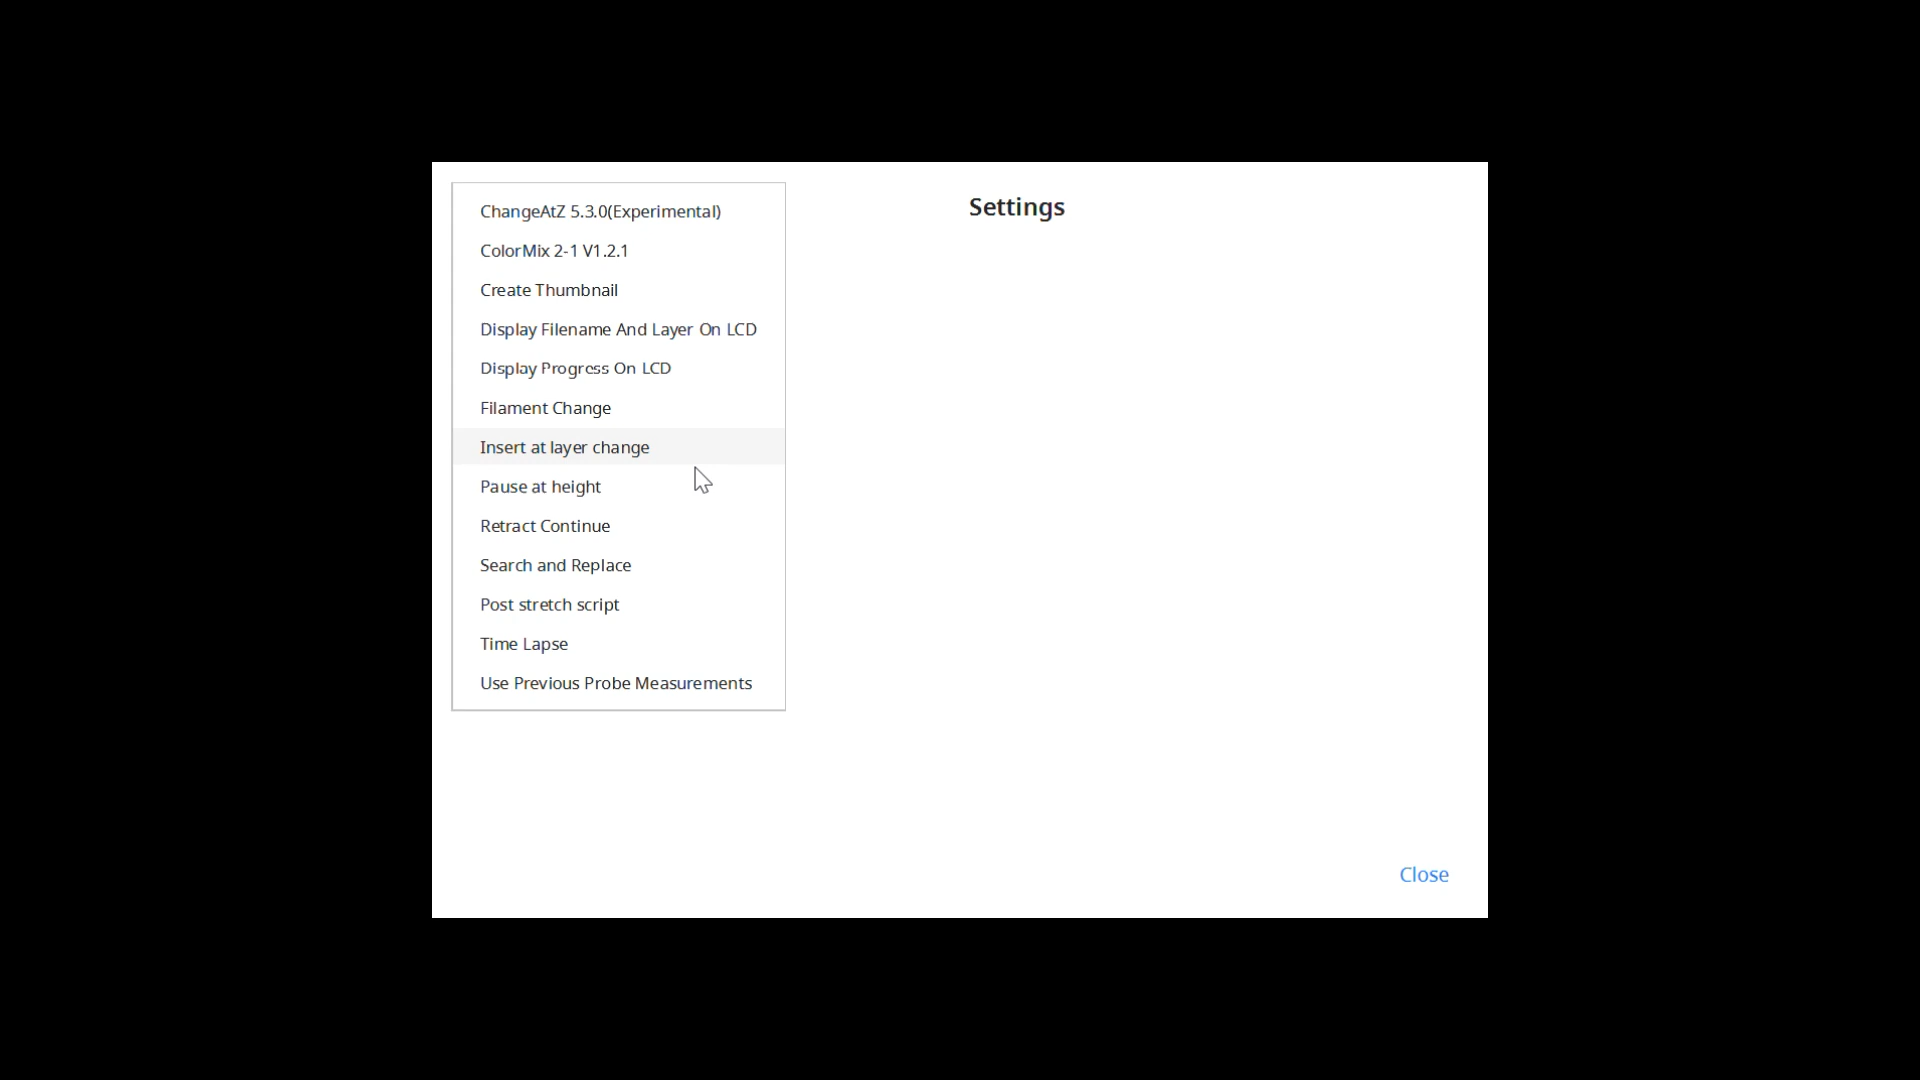 Settings
ChangeAtZ 5.3.0(Experimental)
ColorMix 2-1 V1.2.1
Create Thumbnail
Display Filename And Layer On LCD
Display Progress On LCD
Filament Change
Insert at layer change
Pause at height
Retract Continue
Search and Replace
Post stretch script
Time Lapse
Use Previous Probe Measurements
Close